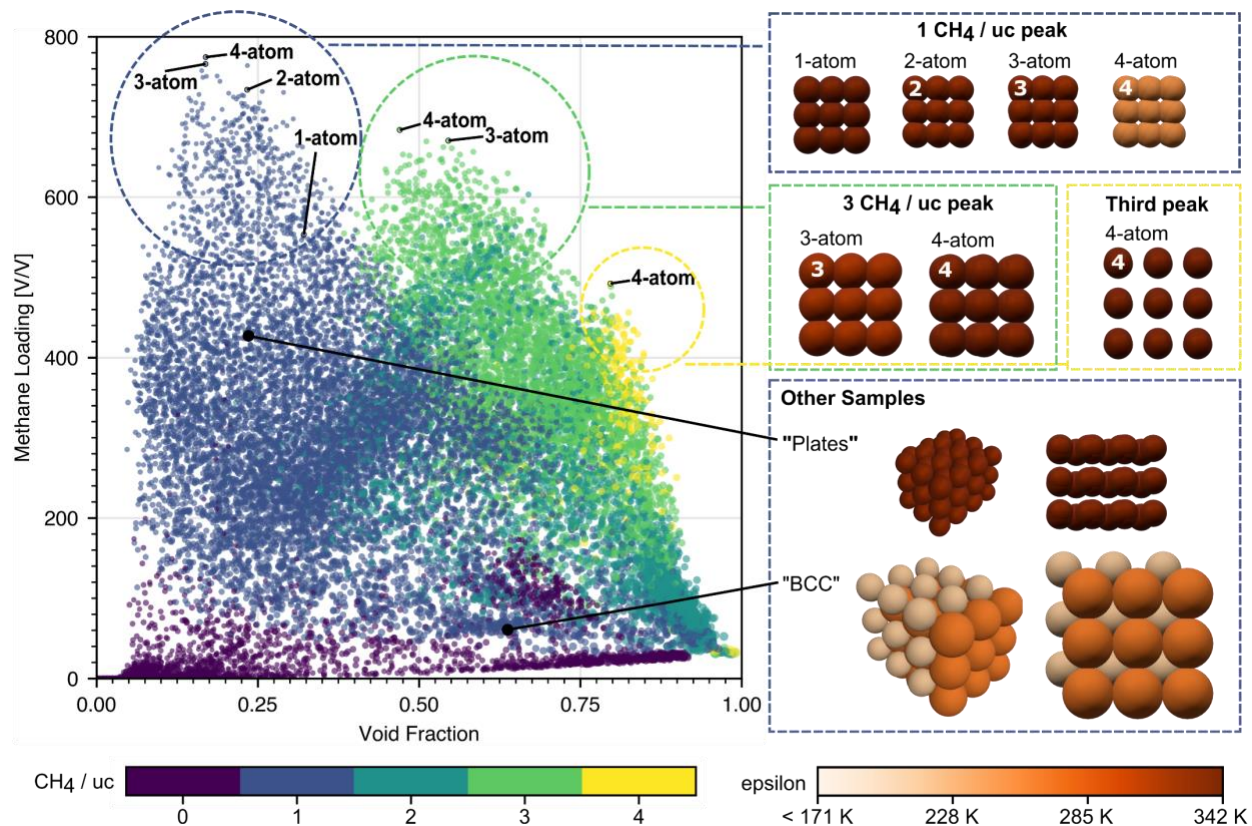 800
600
400
200
0
Methane Loading [V/V]
0.00
0.25
0.50
0.75
1.00
Void Fraction
4-atom
3-atom
2-atom
1-atom
4-atom
3-atom
4-atom
1 CH4 / uc peak
1-atom
2-atom
3-atom
4-atom
2
3
4
3 CH4 / uc peak
3-atom
4-atom
3
4
Third peak
4-atom
4
Other Samples
"Plates"
"BCC"
CH4 / uc
0
1
2
3
4
epsilon
< 171 K
228 K
285 K
342 K